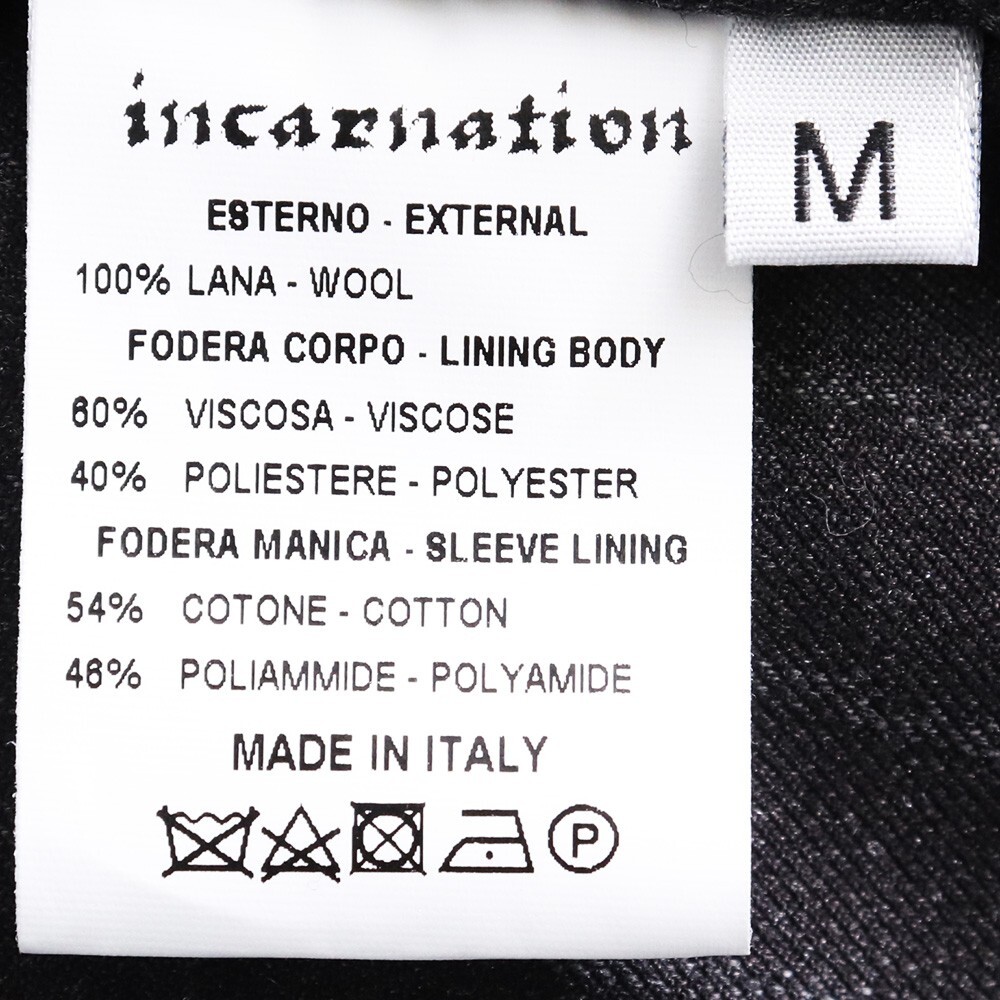 incarnation
M
ESTERNO - EXTERNAL
100% LANA - WOOL
FODERA CORPO - LINING BODY
60% VISCOSA - VISCOSE
40% POLIESTERE - POLYESTER
FODERA MANICA - SLEEVE LINING
54% COTONE - COTTON
46% POLIAMMIDE - POLYAMIDE
MADE IN ITALY
P